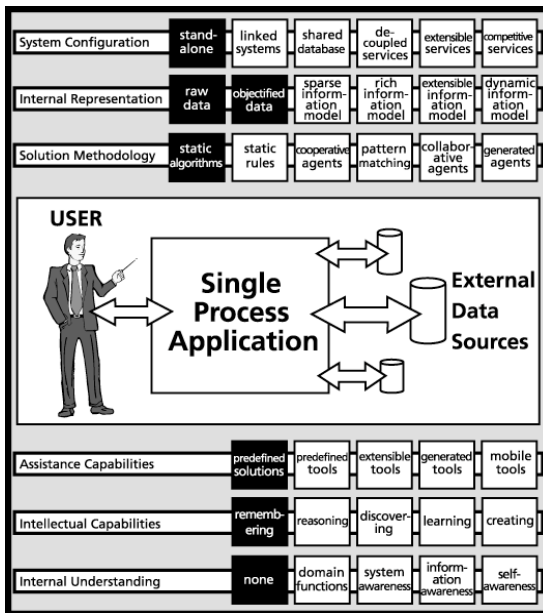 System Configuration
stand-
alone
linked
systems
shared
database
de-
coupled
services
extensible
services
competitive
services
Internal Representation
raw
data
objectified
data
sparse
inform-
ation
model
rich
inform-
ation
model
extensible
inform-
ation
model
dynamic
inform-
ation
model
Solution Methodology
static
algorithms
static
rules
cooperative
agents
pattern
matching
collabor-
ative
agents
generated
agents
USER
Single
Process
Application
External
Data
Sources
Assistance Capabilities
predefined
solutions
predefined
tools
extensible
tools
generated
tools
mobile
tools
Intellectual Capabilities
rememb-
ering
reasoning
discover-
ing
learning
creating
Internal Understanding
none
domain
functions
system
awareness
inform-
ation
awareness
self-
awareness